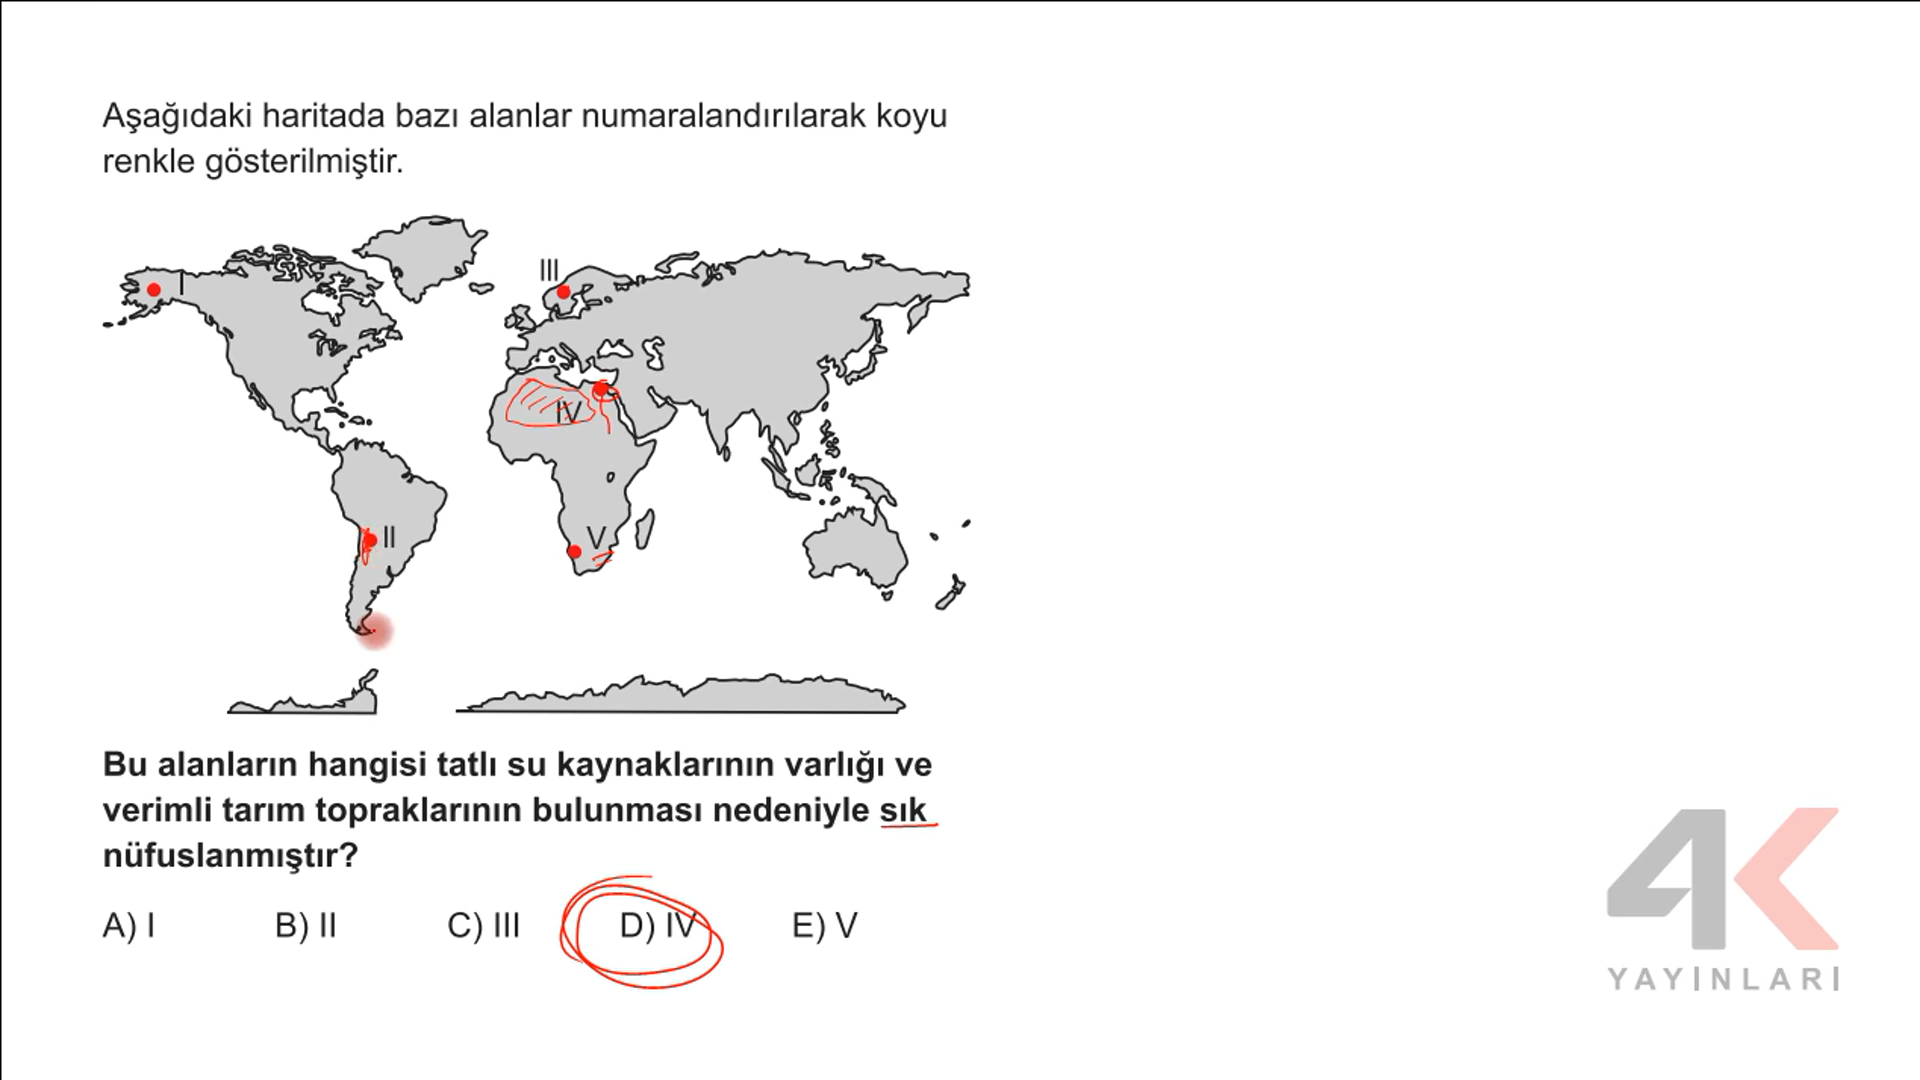 Aşağıdaki haritada bazı alanlar numaralandırılarak koyu
renkle gösterilmiştir.
III
I
IV
II
V
Bu alanların hangisi tatlı su kaynaklarının varlığı ve
verimli tarım topraklarının bulunması nedeniyle sık
nüfuslanmıştır?
A) I B) II C) III D) IV E) V
4K
YAYINLARI